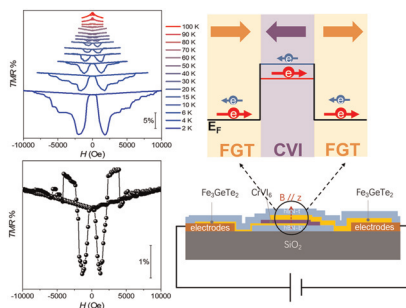 TMR %
5%
-10000 -5000 0 5000 10000
H (Oe)
100 K
90 K
80 K
70 K
60 K
50 K
40 K
30 K
20 K
15 K
10 K
6 K
4 K
2 K
TMR %
1%
-10000 -5000 0 5000 10000
H (Oe)
FGT CVI FGT
e
e
e
e
e
e
E_F
Fe₃GeTe₂
B // z
Fe₃GeTe₂
electrodes
electrodes
SiO₂